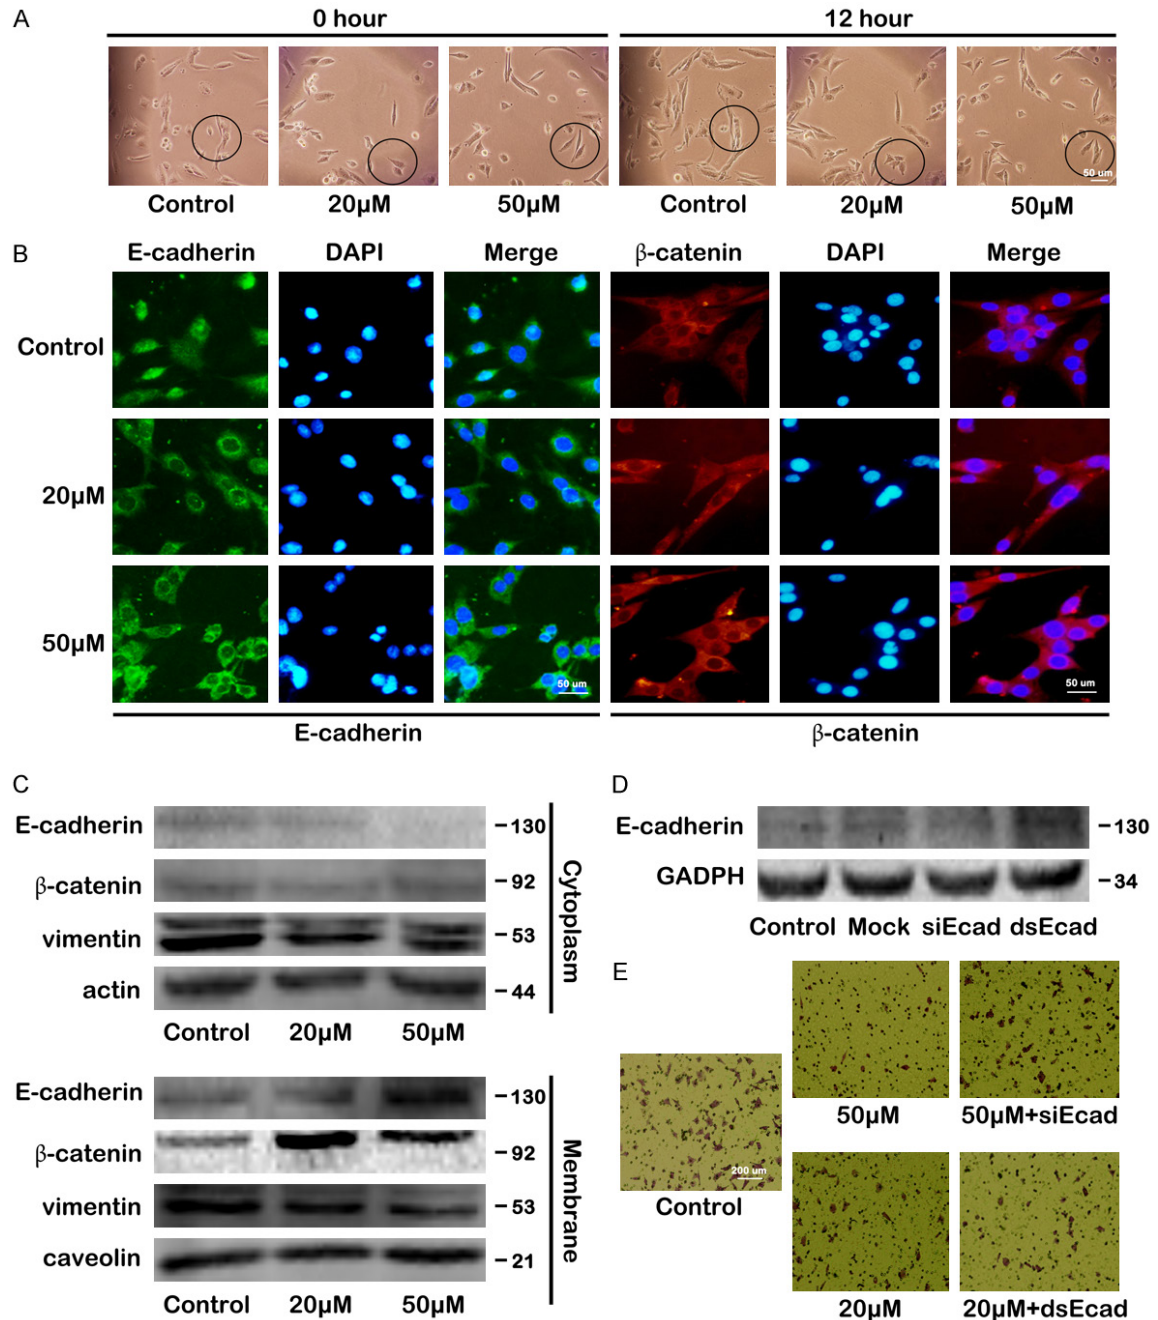 A
0 hour 12 hour
50 um
Control 20µM 50µM Control 20µM 50µM
B
E-cadherin DAPI Merge β-catenin DAPI Merge
Control
20µM
50µM
50 um 50 um
E-cadherin β-catenin
C
E-cadherin -130
β-catenin -92
vimentin -53
actin -44
Cytoplasm
Control 20µM 50µM
E-cadherin -130
β-catenin -92
vimentin -53
caveolin -21
Membrane
Control 20µM 50µM
D
E-cadherin -130
GADPH -34
Control Mock siEcad dsEcad
E
200 um
Control
50µM 50µM+siEcad
20µM 20µM+dsEcad